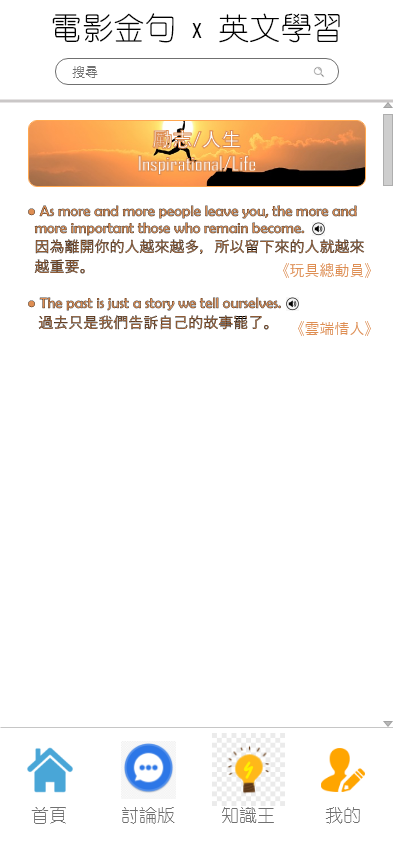 電影金句 x 英文學習
搜尋
勵志/人生
Inspirational/Life
As more and more people leave you, the more and
more important those who remain become.
因為離開你的人越來越多，所以留下來的人就越來
越重要。
《玩具總動員》
The past is just a story we tell ourselves.
過去只是我們告訴自己的故事罷了。
《雲端情人》
首頁
討論版
知識王
我的